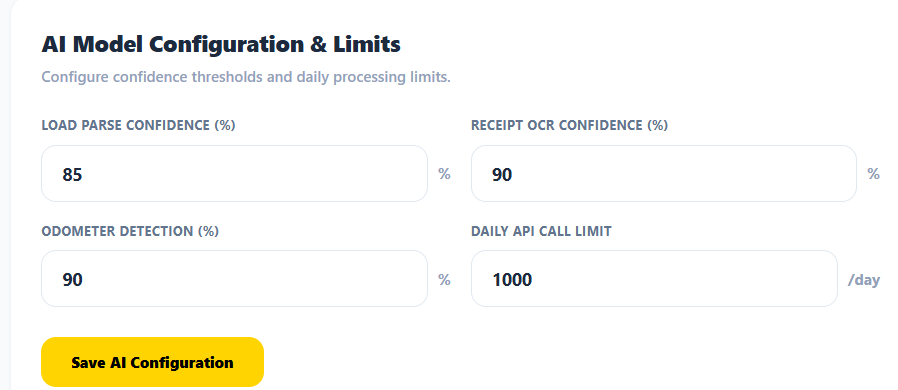 AI Model Configuration & Limits
Configure confidence thresholds and daily processing limits.
LOAD PARSE CONFIDENCE (%)
85 %
RECEIPT OCR CONFIDENCE (%)
90 %
ODOMETER DETECTION (%)
90 %
DAILY API CALL LIMIT
1000 /day
Save AI Configuration